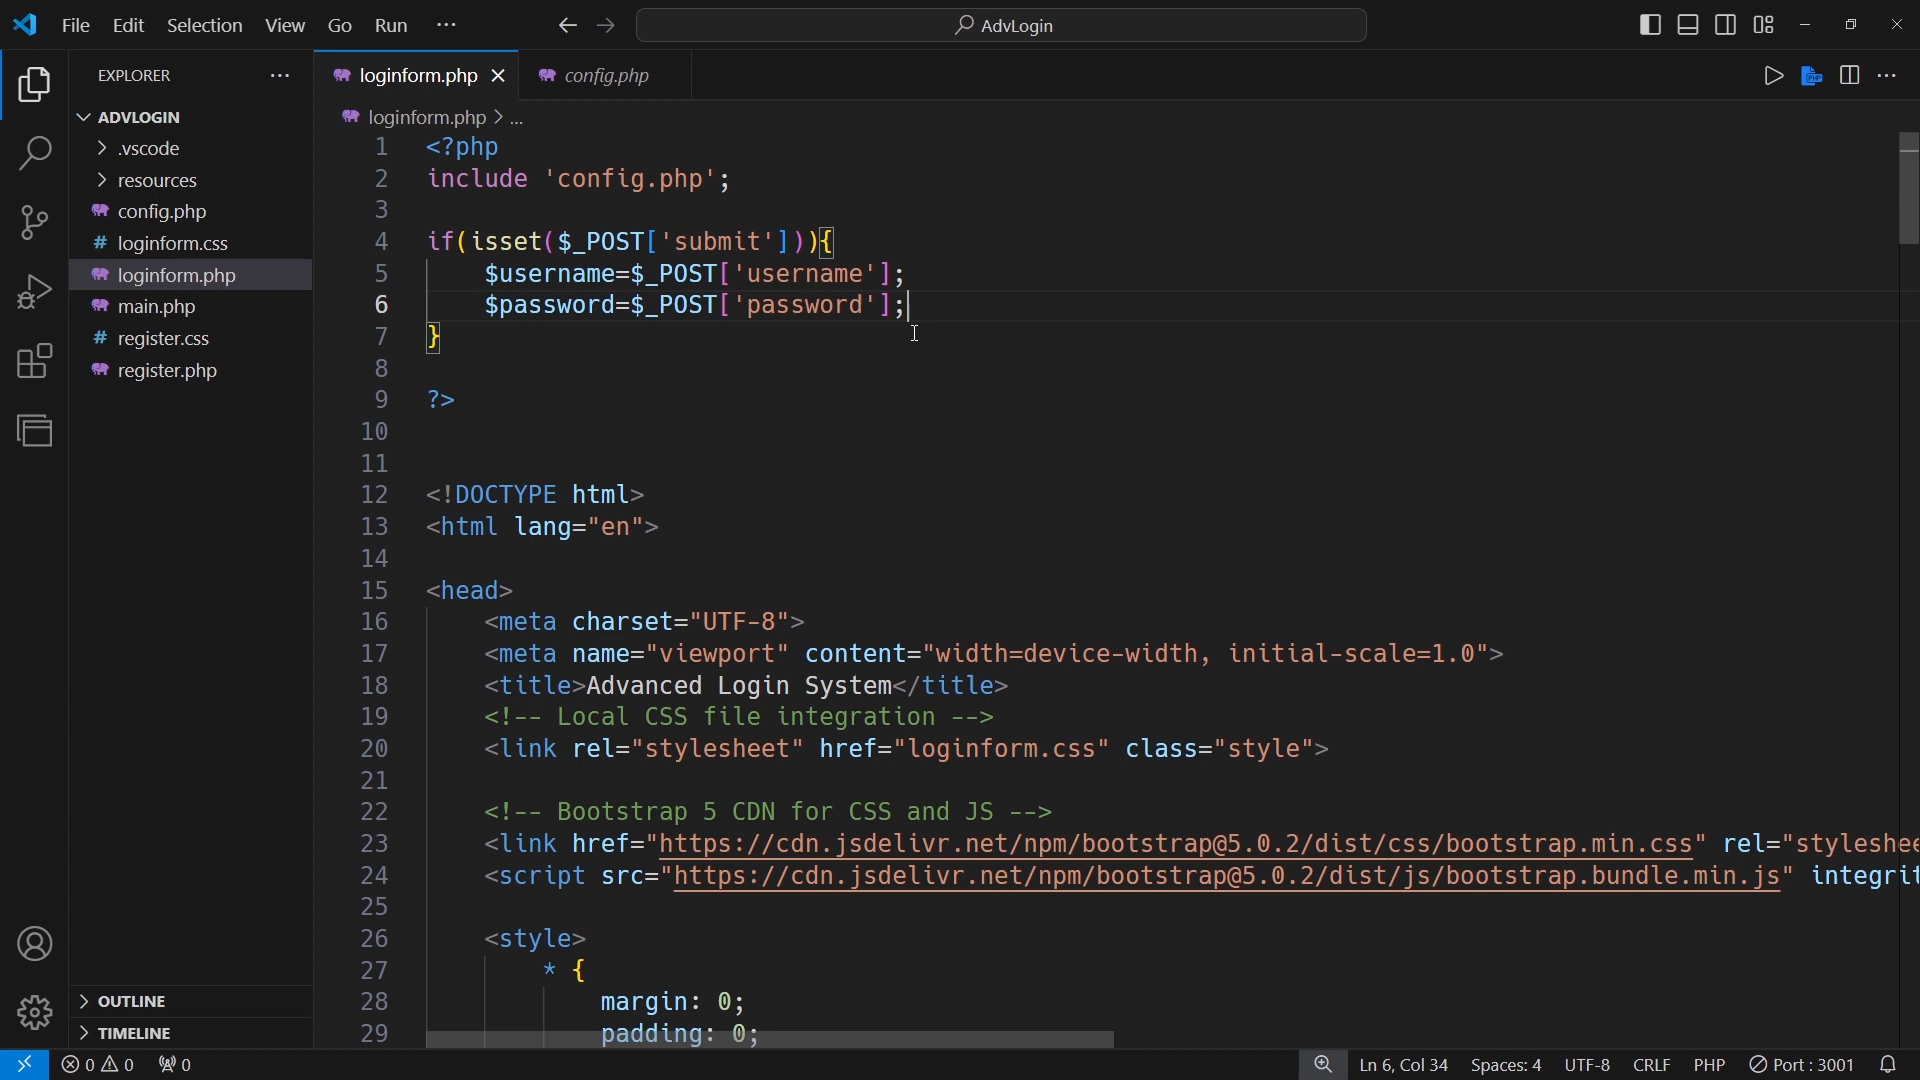 File Edit Selection View Go Run ···
AdvLogin
EXPLORER ···
ADVLOGIN
.vscode
resources
config.php
# loginform.css
loginform.php
main.php
# register.css
register.php
OUTLINE
TIMELINE
loginform.php config.php
loginform.php > ...
1 <?php
2 include 'config.php';
3
4 if(isset($_POST['submit'])){
5 $username=$_POST['username'];
6 $password=$_POST['password'];
7 }
8
9 ?>
10
11
12 <!DOCTYPE html>
13 <html lang="en">
14
15 <head>
16 <meta charset="UTF-8">
17 <meta name="viewport" content="width=device-width, initial-scale=1.0">
18 <title>Advanced Login System</title>
19 <!-- Local CSS file integration -->
20 <link rel="stylesheet" href="loginform.css" class="style">
21
22 <!-- Bootstrap 5 CDN for CSS and JS -->
23 <link href="https://cdn.jsdelivr.net/npm/bootstrap@5.0.2/dist/css/bootstrap.min.css" rel="styleshee
24 <script src="https://cdn.jsdelivr.net/npm/bootstrap@5.0.2/dist/js/bootstrap.bundle.min.js" integrit
25
26 <style>
27 * {
28 margin: 0;
29 padding: 0;
0 0 0 Ln 6, Col 34 Spaces: 4 UTF-8 CRLF PHP Port : 3001